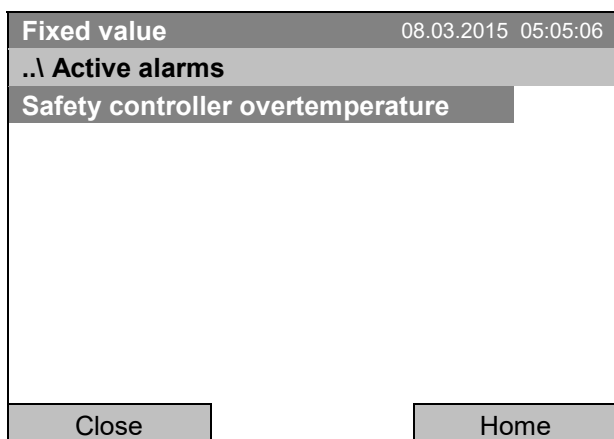 Fixed value 08.03.2015 05:05:06
..\ Active alarms
Safety controller overtemperature
Close Home